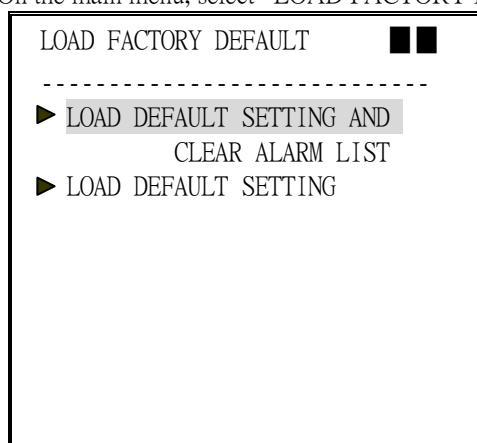 On the main menu, select "LOAD FACTORY
LOAD FACTORY DEFAULT
LOAD DEFAULT SETTING AND
CLEAR ALARM LIST
LOAD DEFAULT SETTING